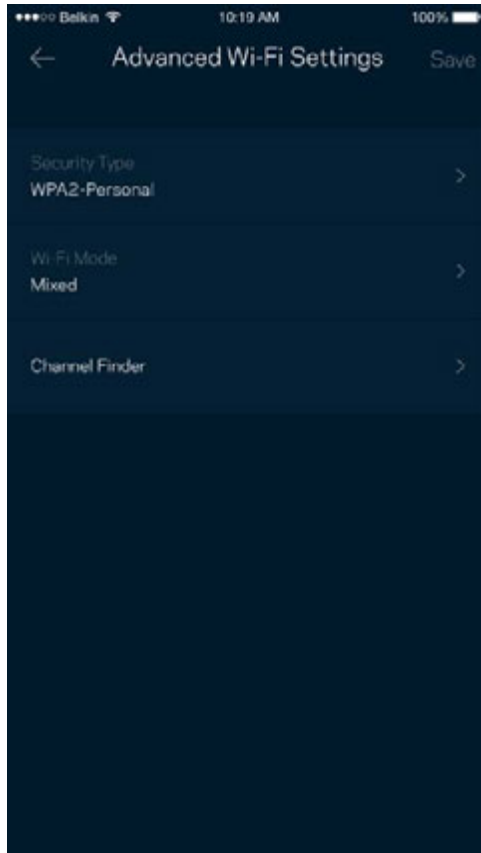 Belkin 10:19 AM 100%
Advanced Wi-Fi Settings Save
Security Type
WPA2-Personal
Wi-Fi Mode
Mixed
Channel Finder